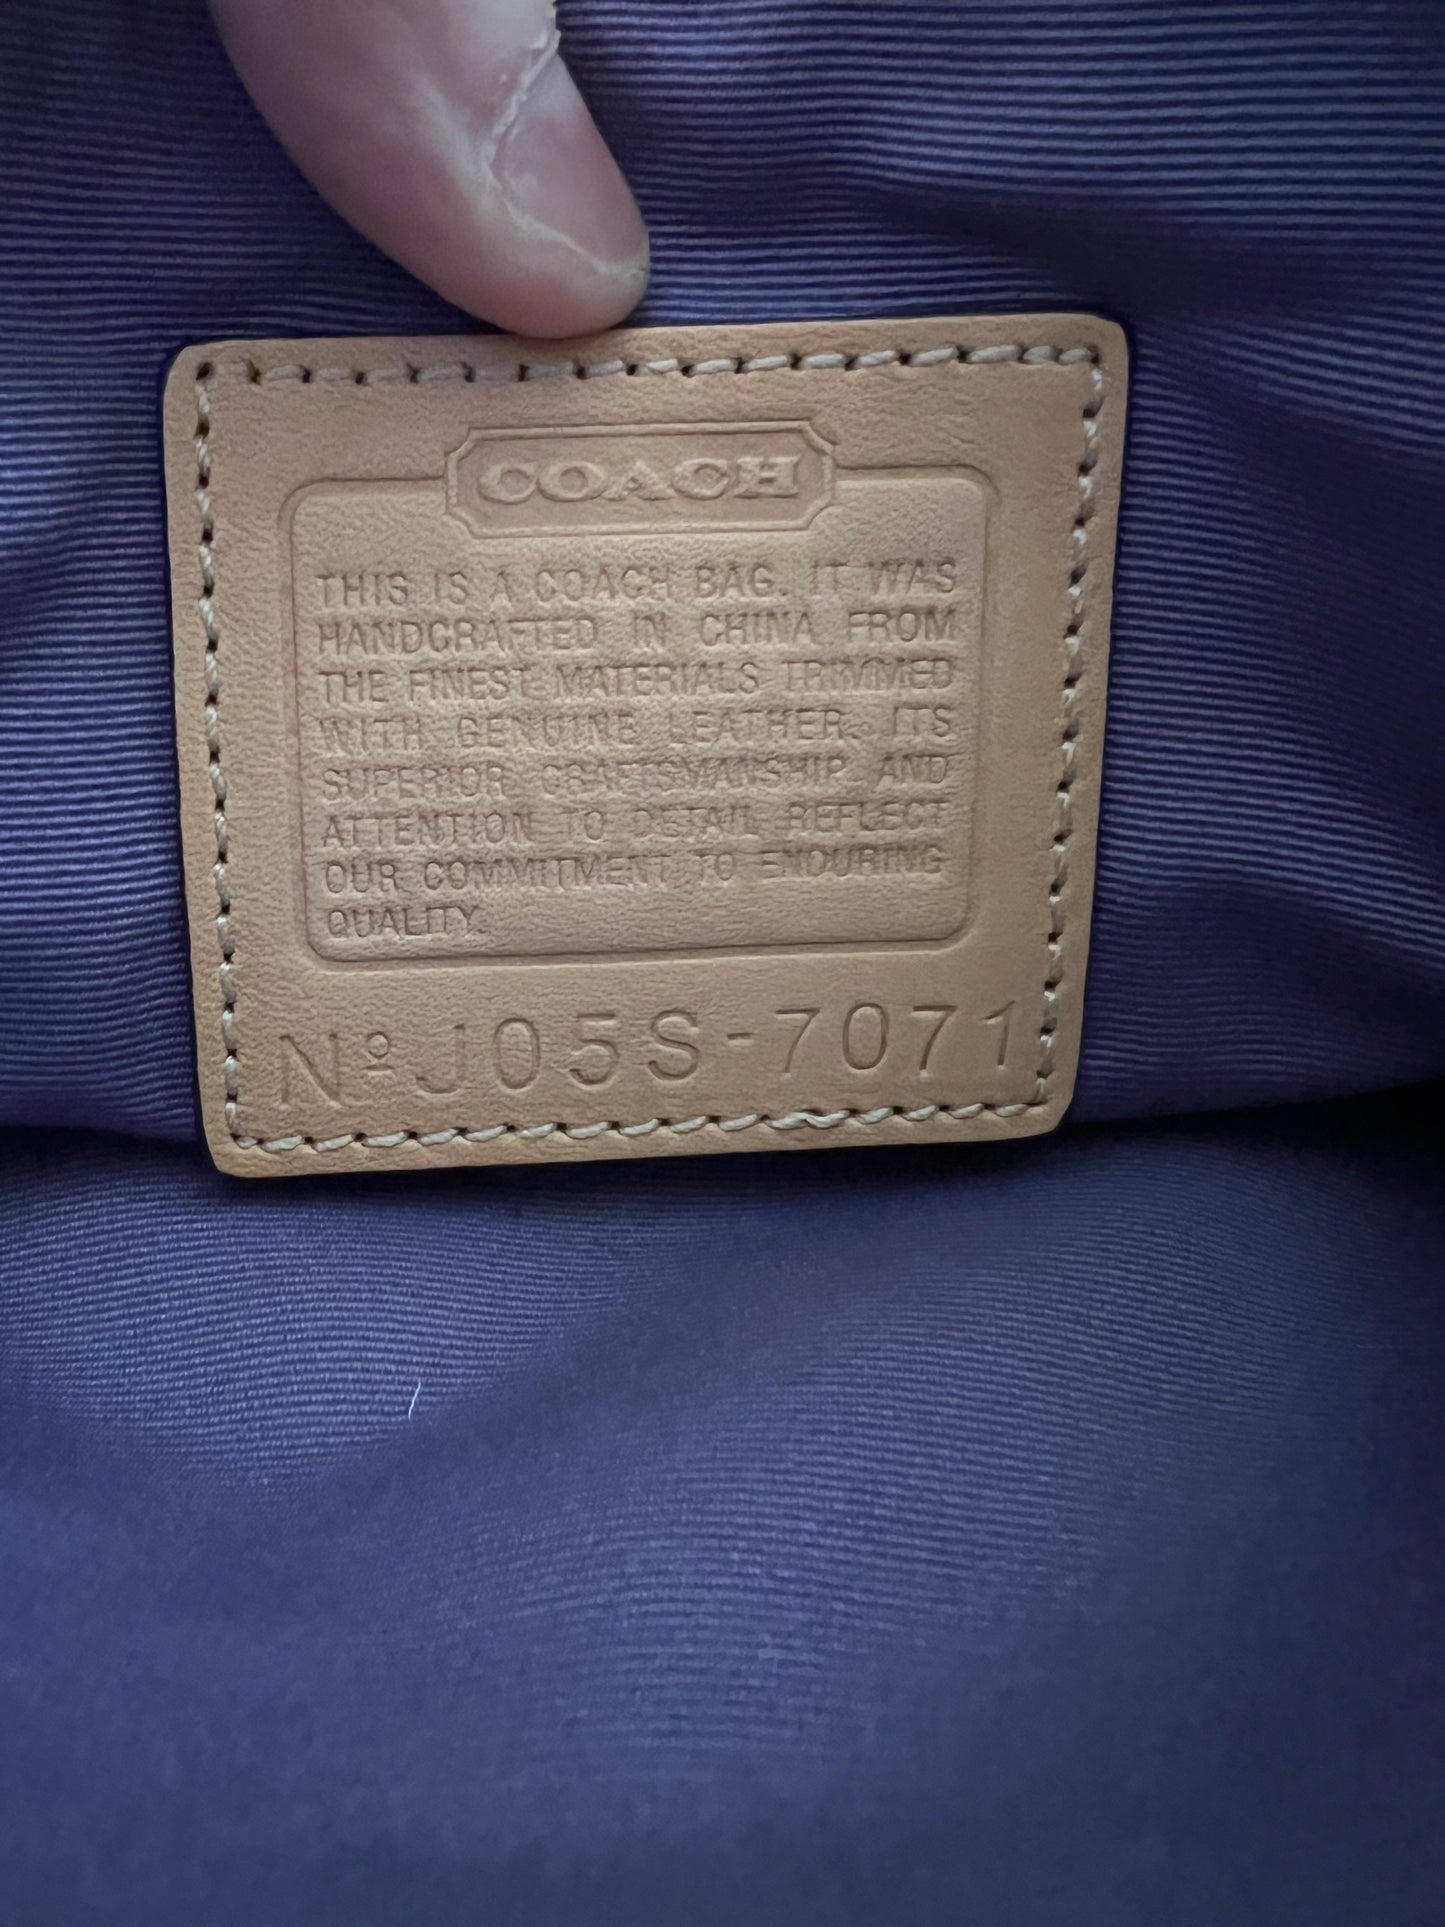 COACH
THIS IS A COACH BAG. IT WAS
HANDCRAFTED IN CHINA FROM
THE FINEST MATERIALS TRIMMED
WITH GENUINE LEATHER. ITS
SUPERIOR CRAFTSMANSHIP AND
ATTENTION TO DETAIL REFLECT
OUR COMMITMENT TO ENDURING
QUALITY.
Nº J05S-7071